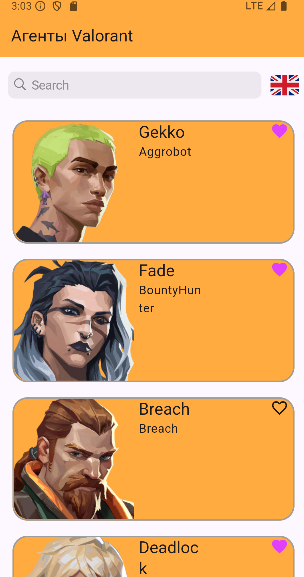 3:03 LTE
Агенты Valorant
Search
Gekko
Aggrobot
Fade
BountyHun
ter
Breach
Breach
Deadloc
k